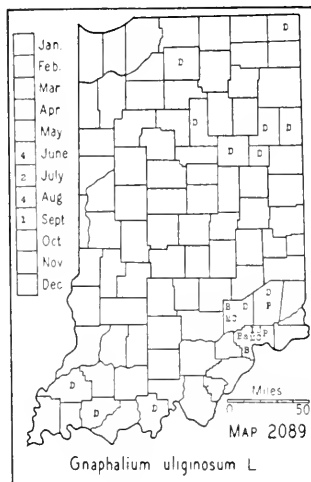 Jan.
Feb.
Mar
Apr
May
4 June
2 July
4 Aug
1 Sept
Oct
Nov
Dec
D
D
D
D D
D D
D
B D P
P
B
D
D D
Miles
0 50
MAP 2089
Gnaphalium uliginosum L